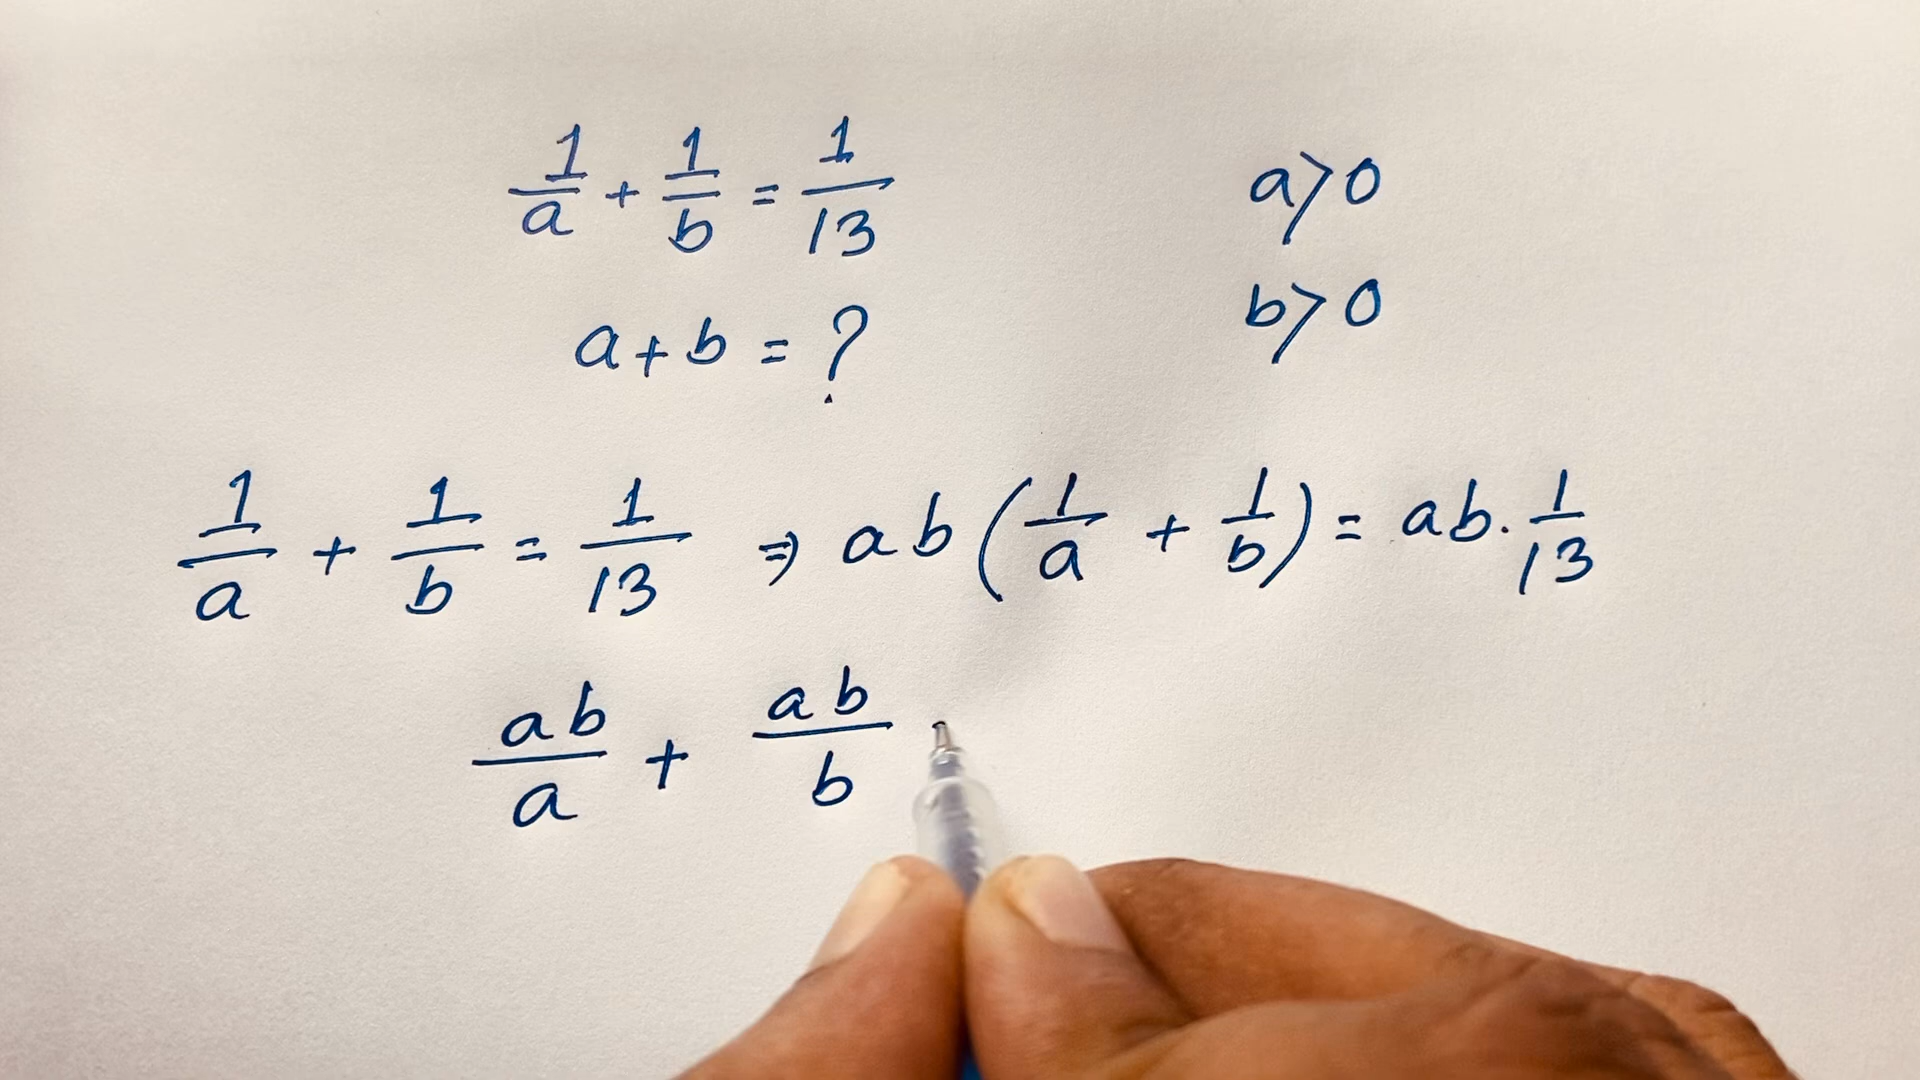 1/a + 1/b = 1/13
a>0
a+b = ?
b>0
1/a + 1/b = 1/13 ⇒ ab(1/a + 1/b) = ab·1/13
ab/a + ab/b